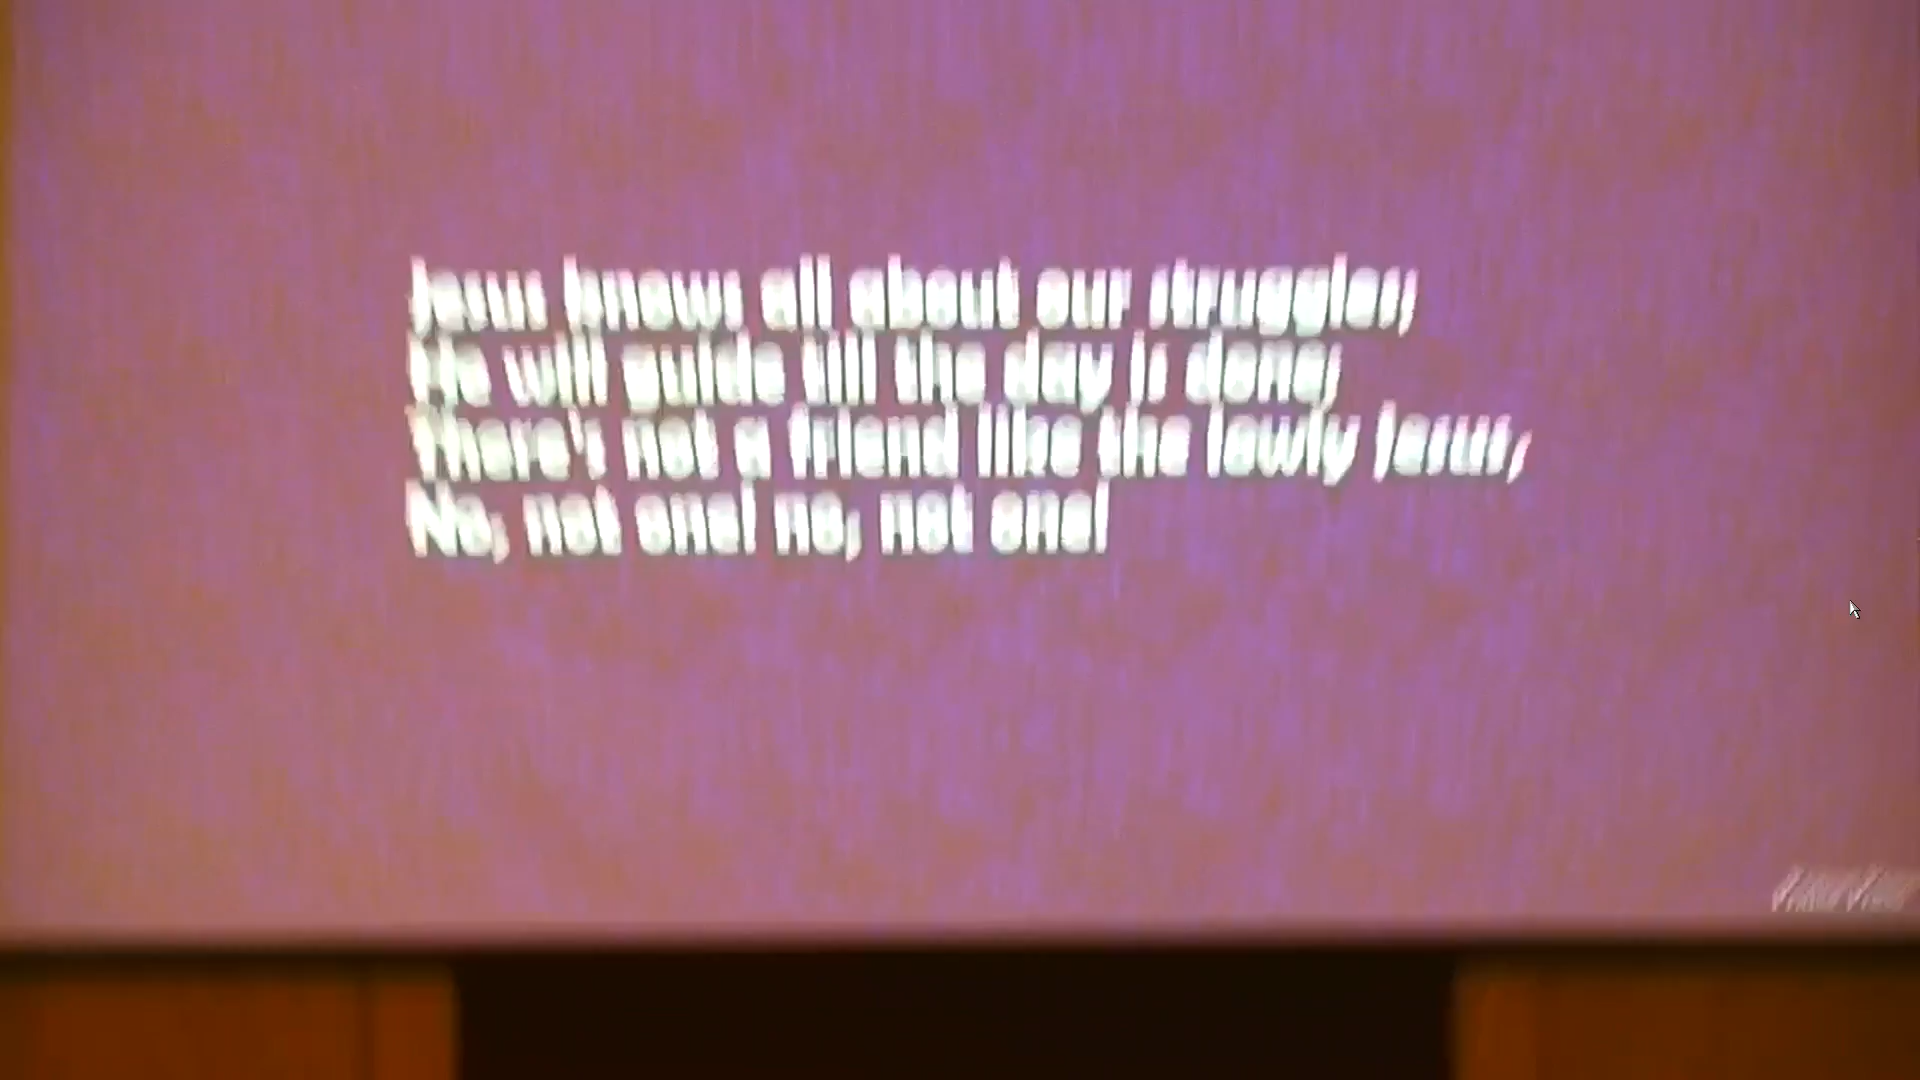 Jesus knows all about our struggles,
He will guide till the day is done;
There's not a friend like the lowly Jesus,
No, not one! no, not one!